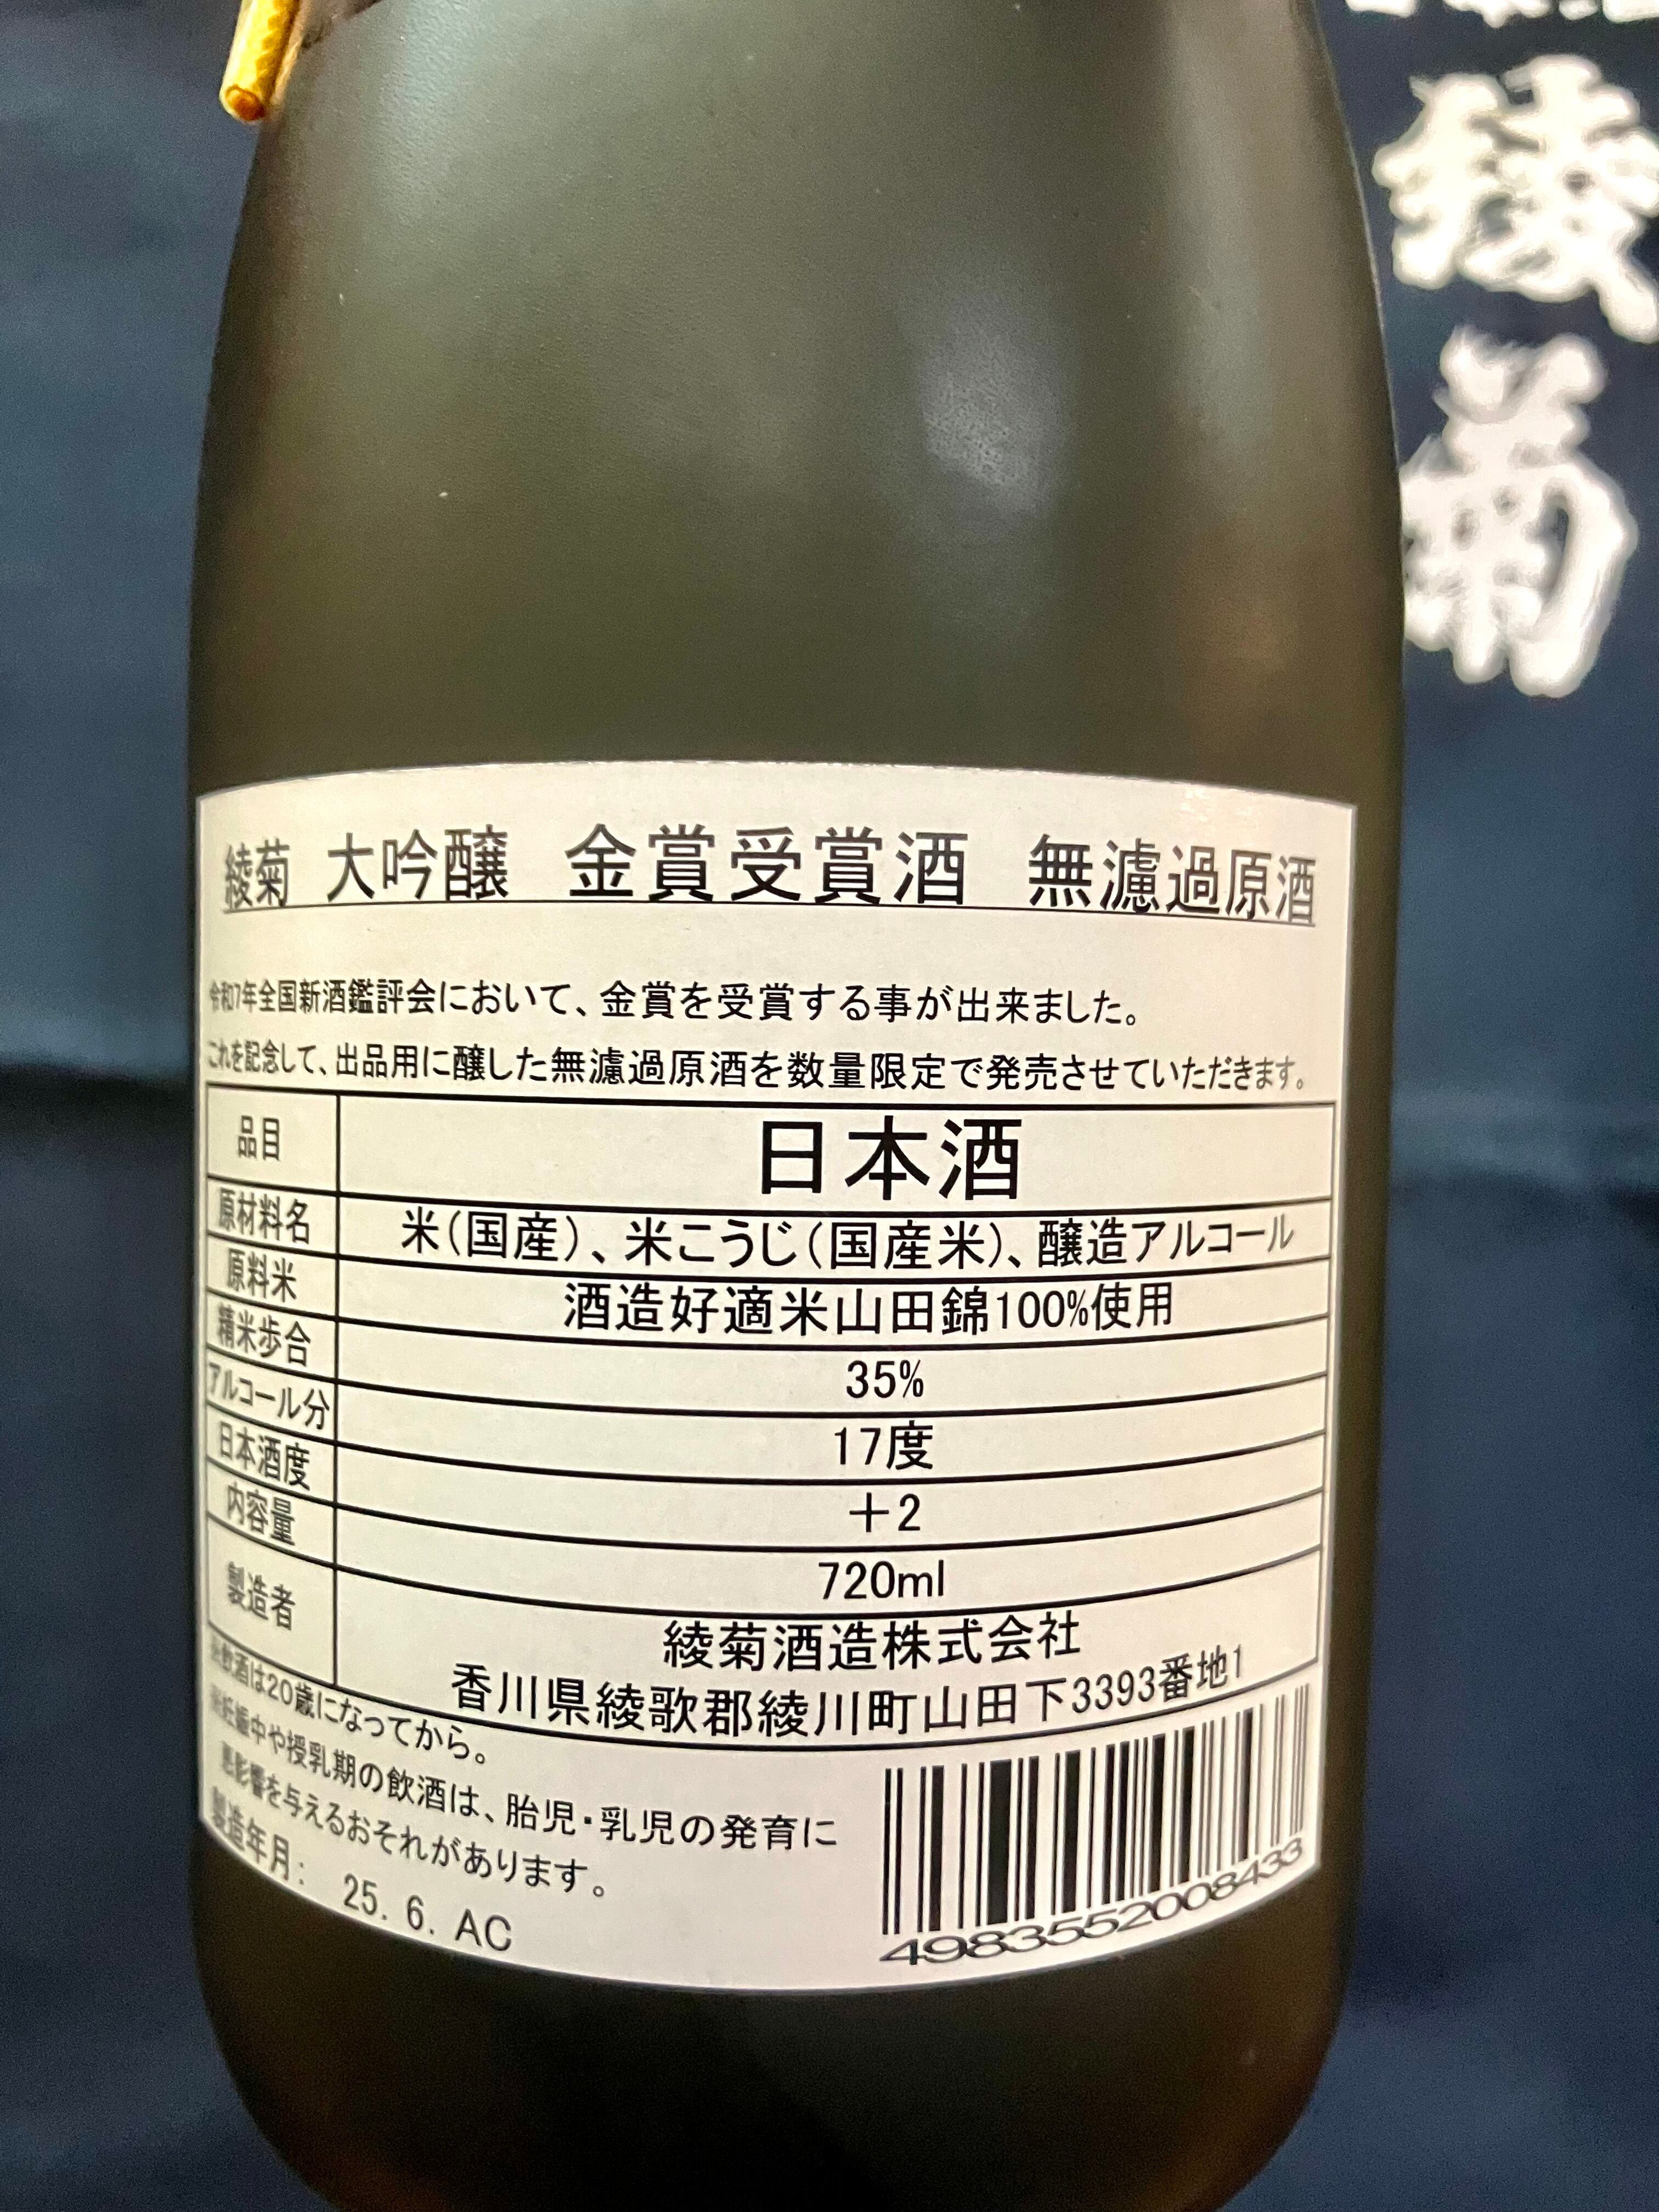 綾菊
綾菊 大吟醸 金賞受賞酒 無濾過原酒
令和7年全国新酒鑑評会において、金賞を受賞する事が出来ました。
これを記念して、出品用に醸した無濾過原酒を数量限定で発売させていただきます。
品目 日本酒
原材料名 米(国産)、米こうじ(国産米)、醸造アルコール
原料米 酒造好適米山田錦100%使用
精米歩合 35%
アルコール分 17度
日本酒度 +2
内容量 720ml
製造者 綾菊酒造株式会社
香川県綾歌郡綾川町山田下3393番地1
※飲酒は20歳になってから。
※妊娠中や授乳期の飲酒は、胎児・乳児の発育に
悪影響を与えるおそれがあります。
製造年月: 25.6.AC
4983552008433